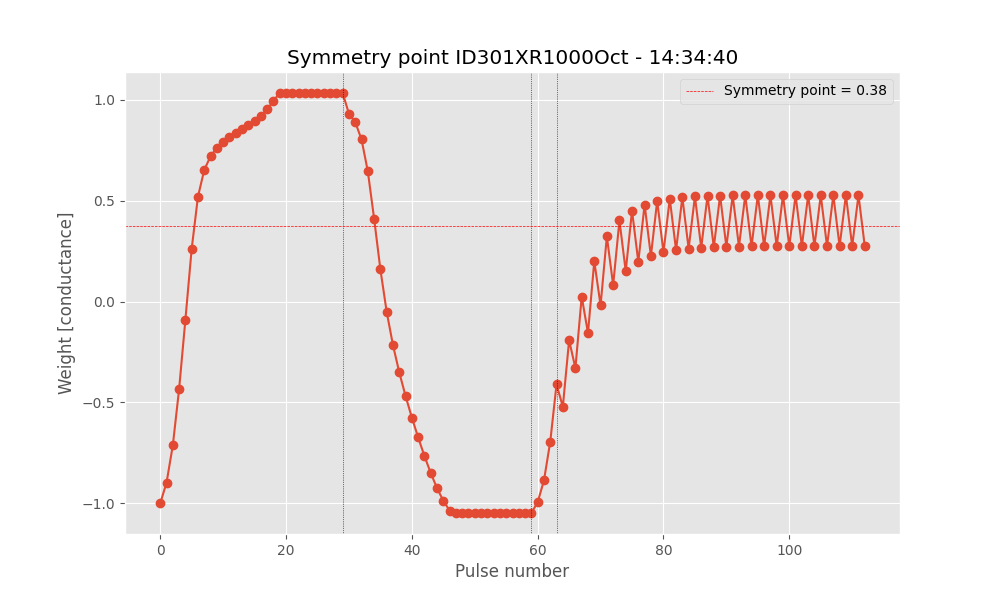 Symmetry point ID301XR1000Oct - 14:34:40
Symmetry point = 0.38
1.0
0.5
0.0
−0.5
−1.0
Weight [conductance]
0
20
40
60
80
100
Pulse number